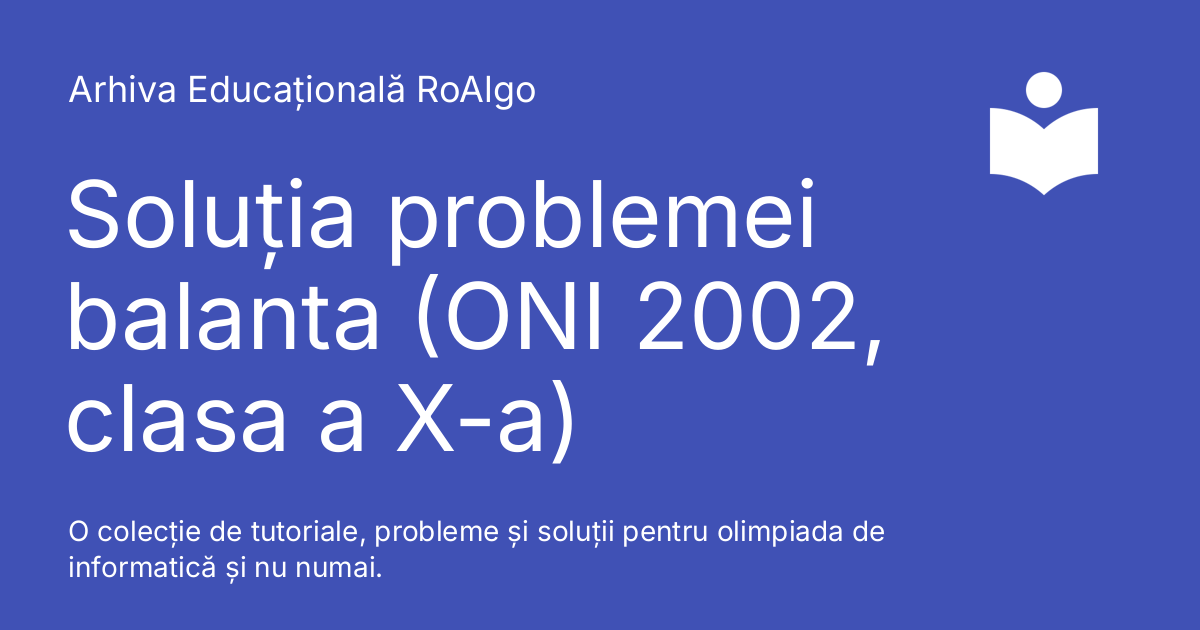 Arhiva Educațională RoAlgo
Soluția problemei
balanta (ONI 2002,
clasa a X-a)
O colecție de tutoriale, probleme și soluții pentru olimpiada de
informatică și nu numai.